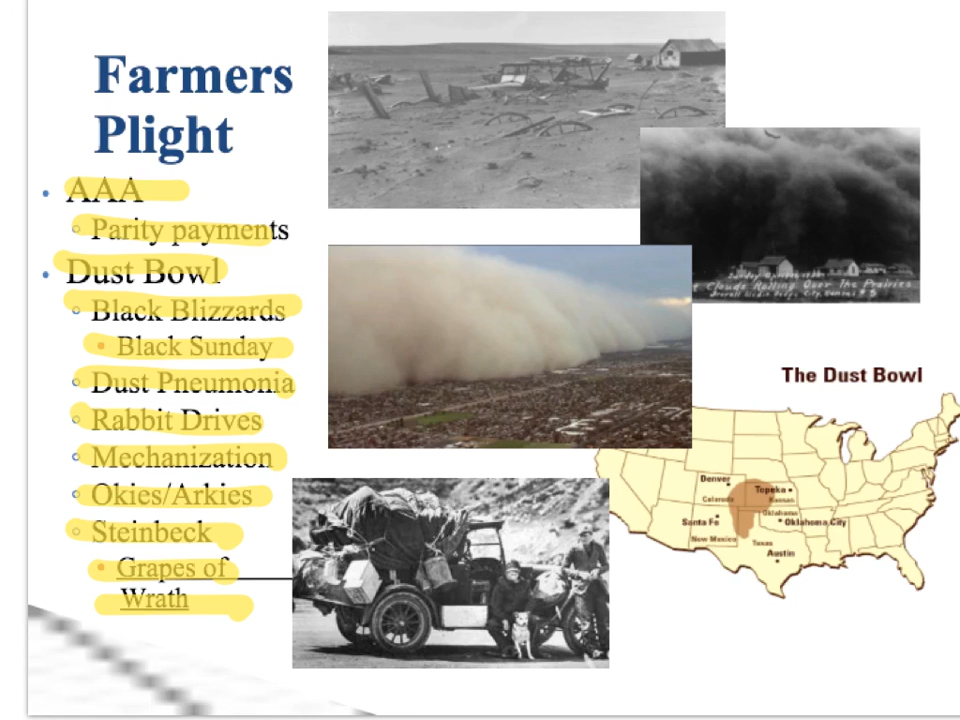 Farmers
Plight
AAA
Parity payments
Dust Bowl
Black Blizzards
Black Sunday
Dust Pneumonia
Rabbit Drives
Mechanization
Okies/Arkies
Steinbeck
Grapes of
Wrath
Clouds Rolling Over The Prairies
The Dust Bowl
Denver
Colorado
Topeka
Kansas
Oklahoma
Santa Fe
Oklahoma City
New Mexico
Texas
Austin